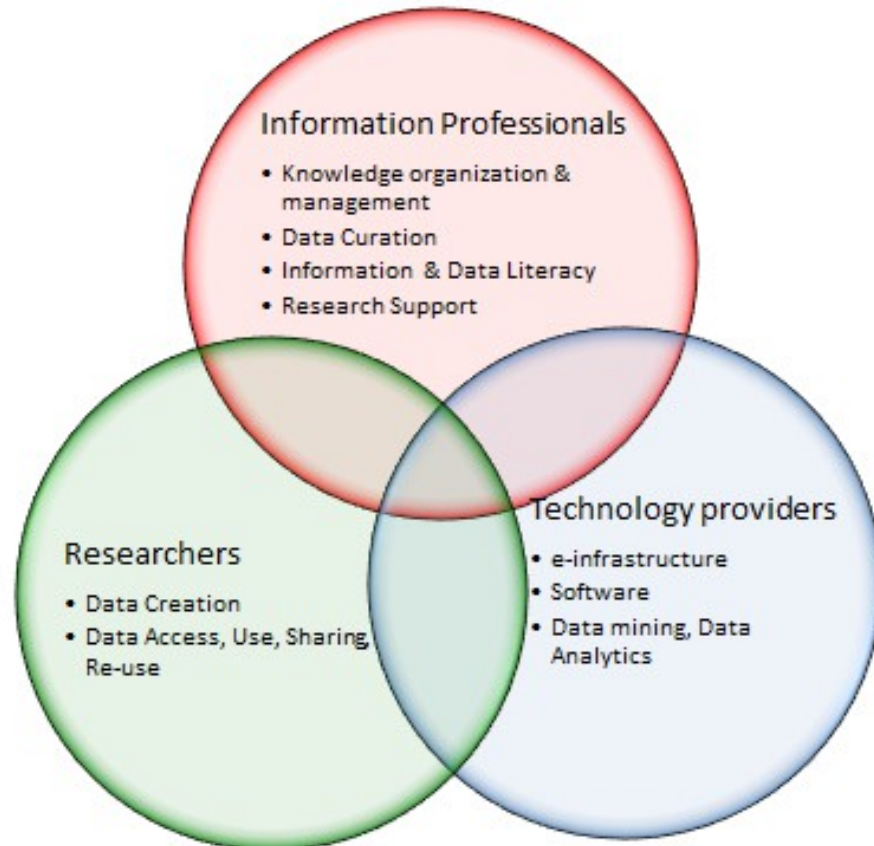 Information Professionals
• Knowledge organization &
management
• Data Curation
• Information & Data Literacy
• Research Support
Researchers
• Data Creation
• Data Access, Use, Sharing,
Re-use
Technology providers
• e-infrastructure
• Software
• Data mining, Data
Analytics